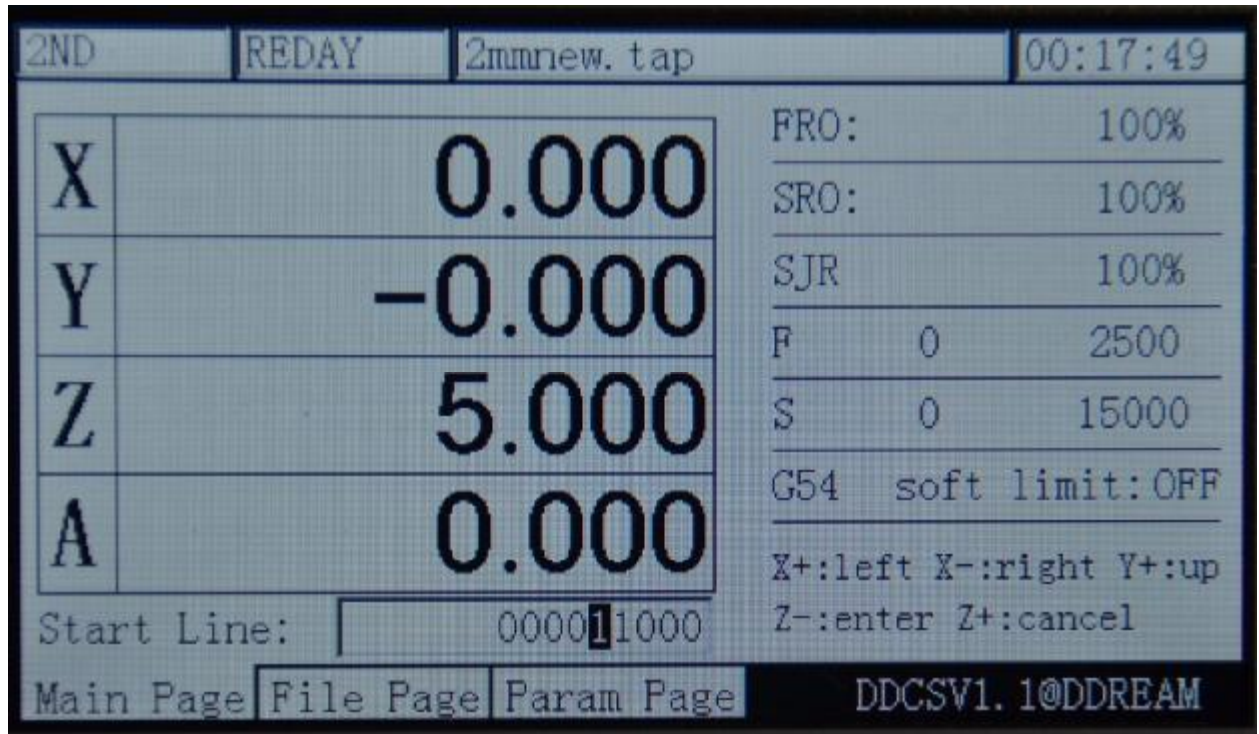 2ND REDAY 2mmnew.tap 00:17:49
X 0.000
Y -0.000
Z 5.000
A 0.000
Start Line: 000011000
FRO: 100%
SRO: 100%
SJR 100%
F 0 2500
S 0 15000
G54 soft limit:OFF
X+:left X-:right Y+:up
Z-:enter Z+:cancel
Main Page File Page Param Page DDCSV1.1@DDREAM